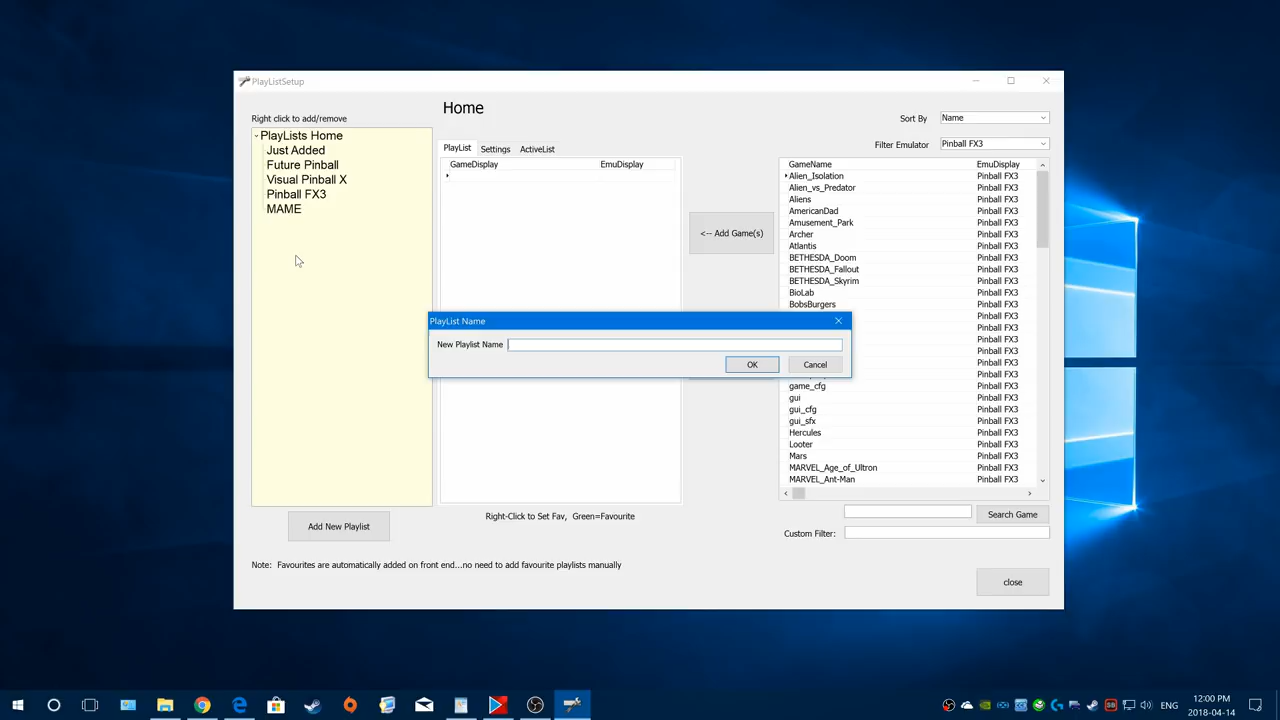 PlayListSetup
Right click to add/remove
PlayLists Home
Just Added
Future Pinball
Visual Pinball X
Pinball FX3
MAME
Add New Playlist
Home
PlayList Settings ActiveList
GameDisplay EmuDisplay
<-- Add Game(s)
Right-Click to Set Fav, Green=Favourite
Sort By Name
Filter Emulator Pinball FX3
GameName EmuDisplay
Alien_Isolation Pinball FX3
Alien_vs_Predator Pinball FX3
Aliens Pinball FX3
AmericanDad Pinball FX3
Amusement_Park Pinball FX3
Archer Pinball FX3
Atlantis Pinball FX3
BETHESDA_Doom Pinball FX3
BETHESDA_Fallout Pinball FX3
BETHESDA_Skyrim Pinball FX3
BioLab Pinball FX3
BobsBurgers Pinball FX3
Pinball FX3
Pinball FX3
Pinball FX3
Pinball FX3
Pinball FX3
Pinball FX3
game_cfg Pinball FX3
gui Pinball FX3
gui_cfg Pinball FX3
gui_sfx Pinball FX3
Hercules Pinball FX3
Looter Pinball FX3
Mars Pinball FX3
MARVEL_Age_of_Ultron Pinball FX3
MARVEL_Ant-Man Pinball FX3
Search Game
Custom Filter:
PlayList Name
New Playlist Name
OK Cancel
Note: Favourites are automatically added on front end...no need to add favourite playlists manually
close
ENG
12:00 PM
2018-04-14